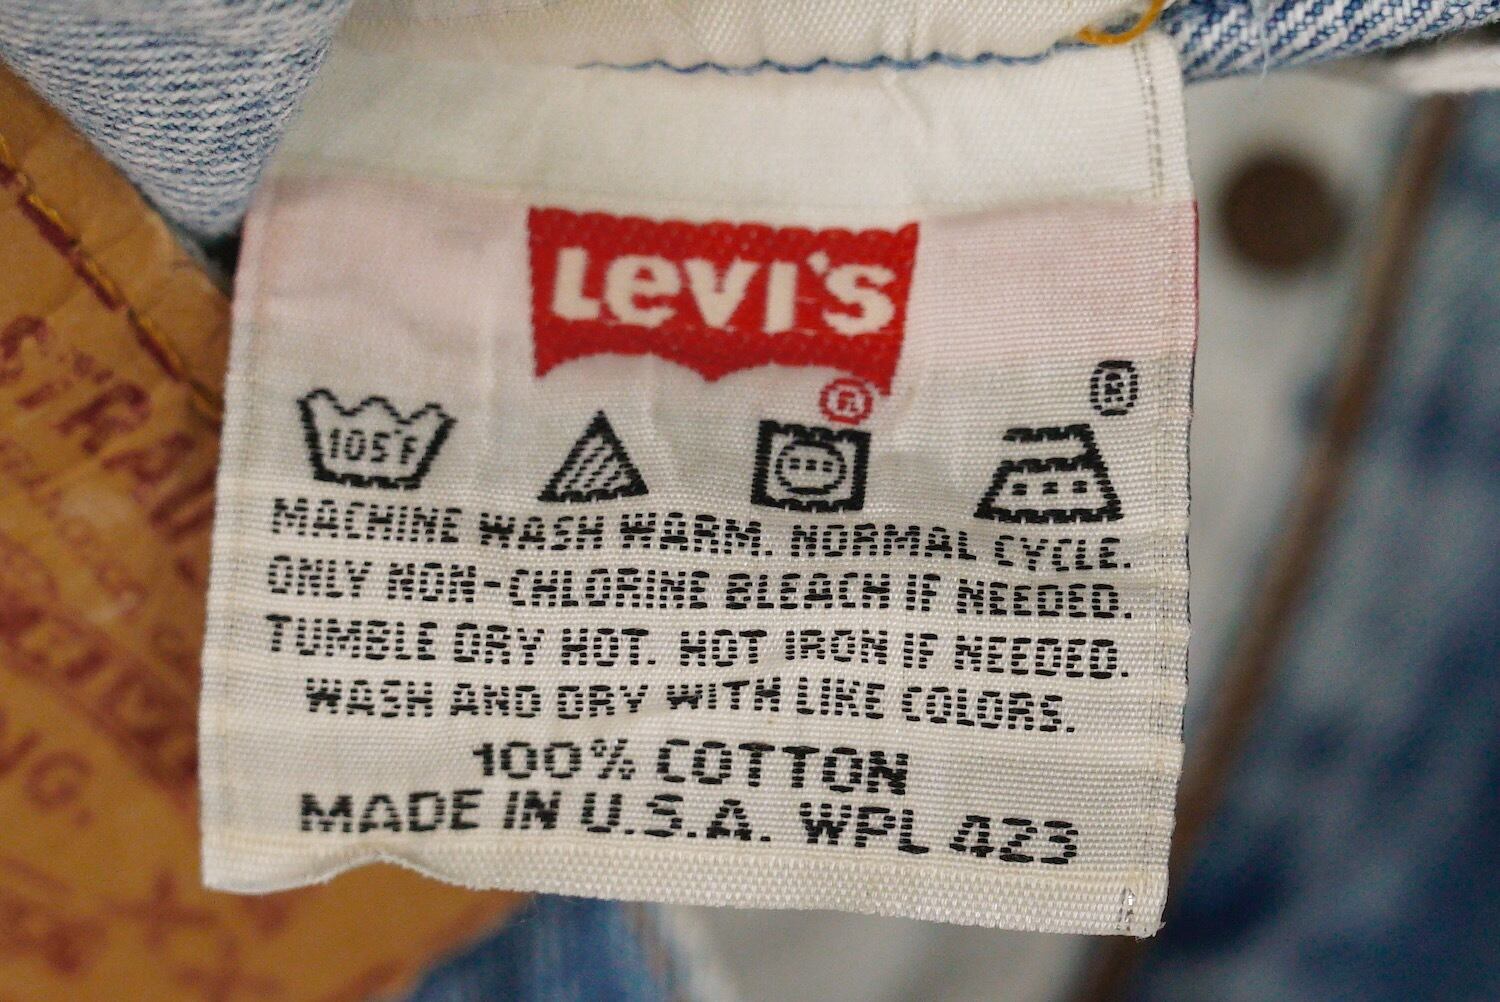 LEVI'S
®
®
105°F
MACHINE WASH WARM. NORMAL CYCLE.
ONLY NON-CHLORINE BLEACH IF NEEDED.
TUMBLE DRY HOT. HOT IRON IF NEEDED.
WASH AND DRY WITH LIKE COLORS.
100% COTTON
MADE IN U.S.A. WPL 423